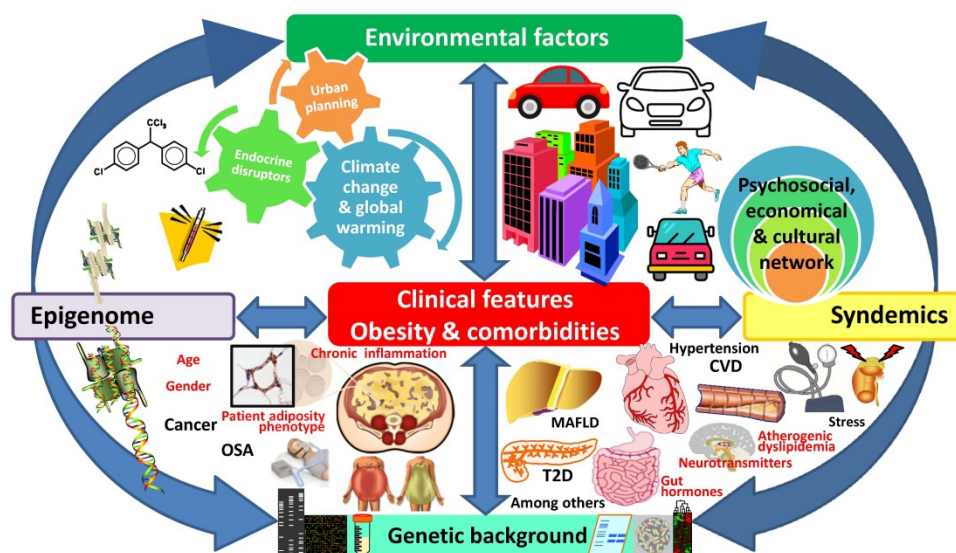 Environmental factors
Urban
planning
CCl₃
Cl
Cl
Endocrine
disruptors
Climate
change
& global
warming
Psychosocial,
economical
& cultural
network
Epigenome
Clinical features
Obesity & comorbidities
Syndemics
Age
Gender
Cancer
OSA
Chronic inflammation
Patient adiposity
phenotype
MAFLD
T2D
Among others
Hypertension
CVD
Stress
Atherogenic
dyslipidemia
Neurotransmitters
Gut
hormones
Genetic background